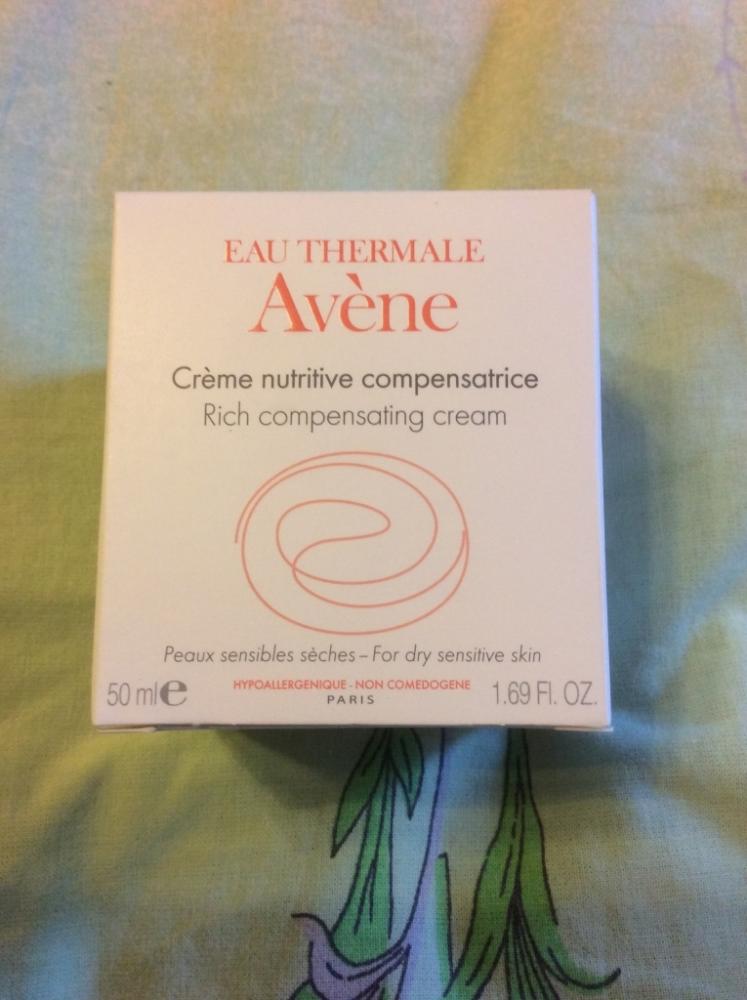 EAU THERMALE
Avène
Crème nutritive compensatrice
Rich compensating cream
Peaux sensibles sèches – For dry sensitive skin
50 ml e
HYPOALLERGENIQUE - NON COMEDOGENE
PARIS
1.69 Fl. OZ.